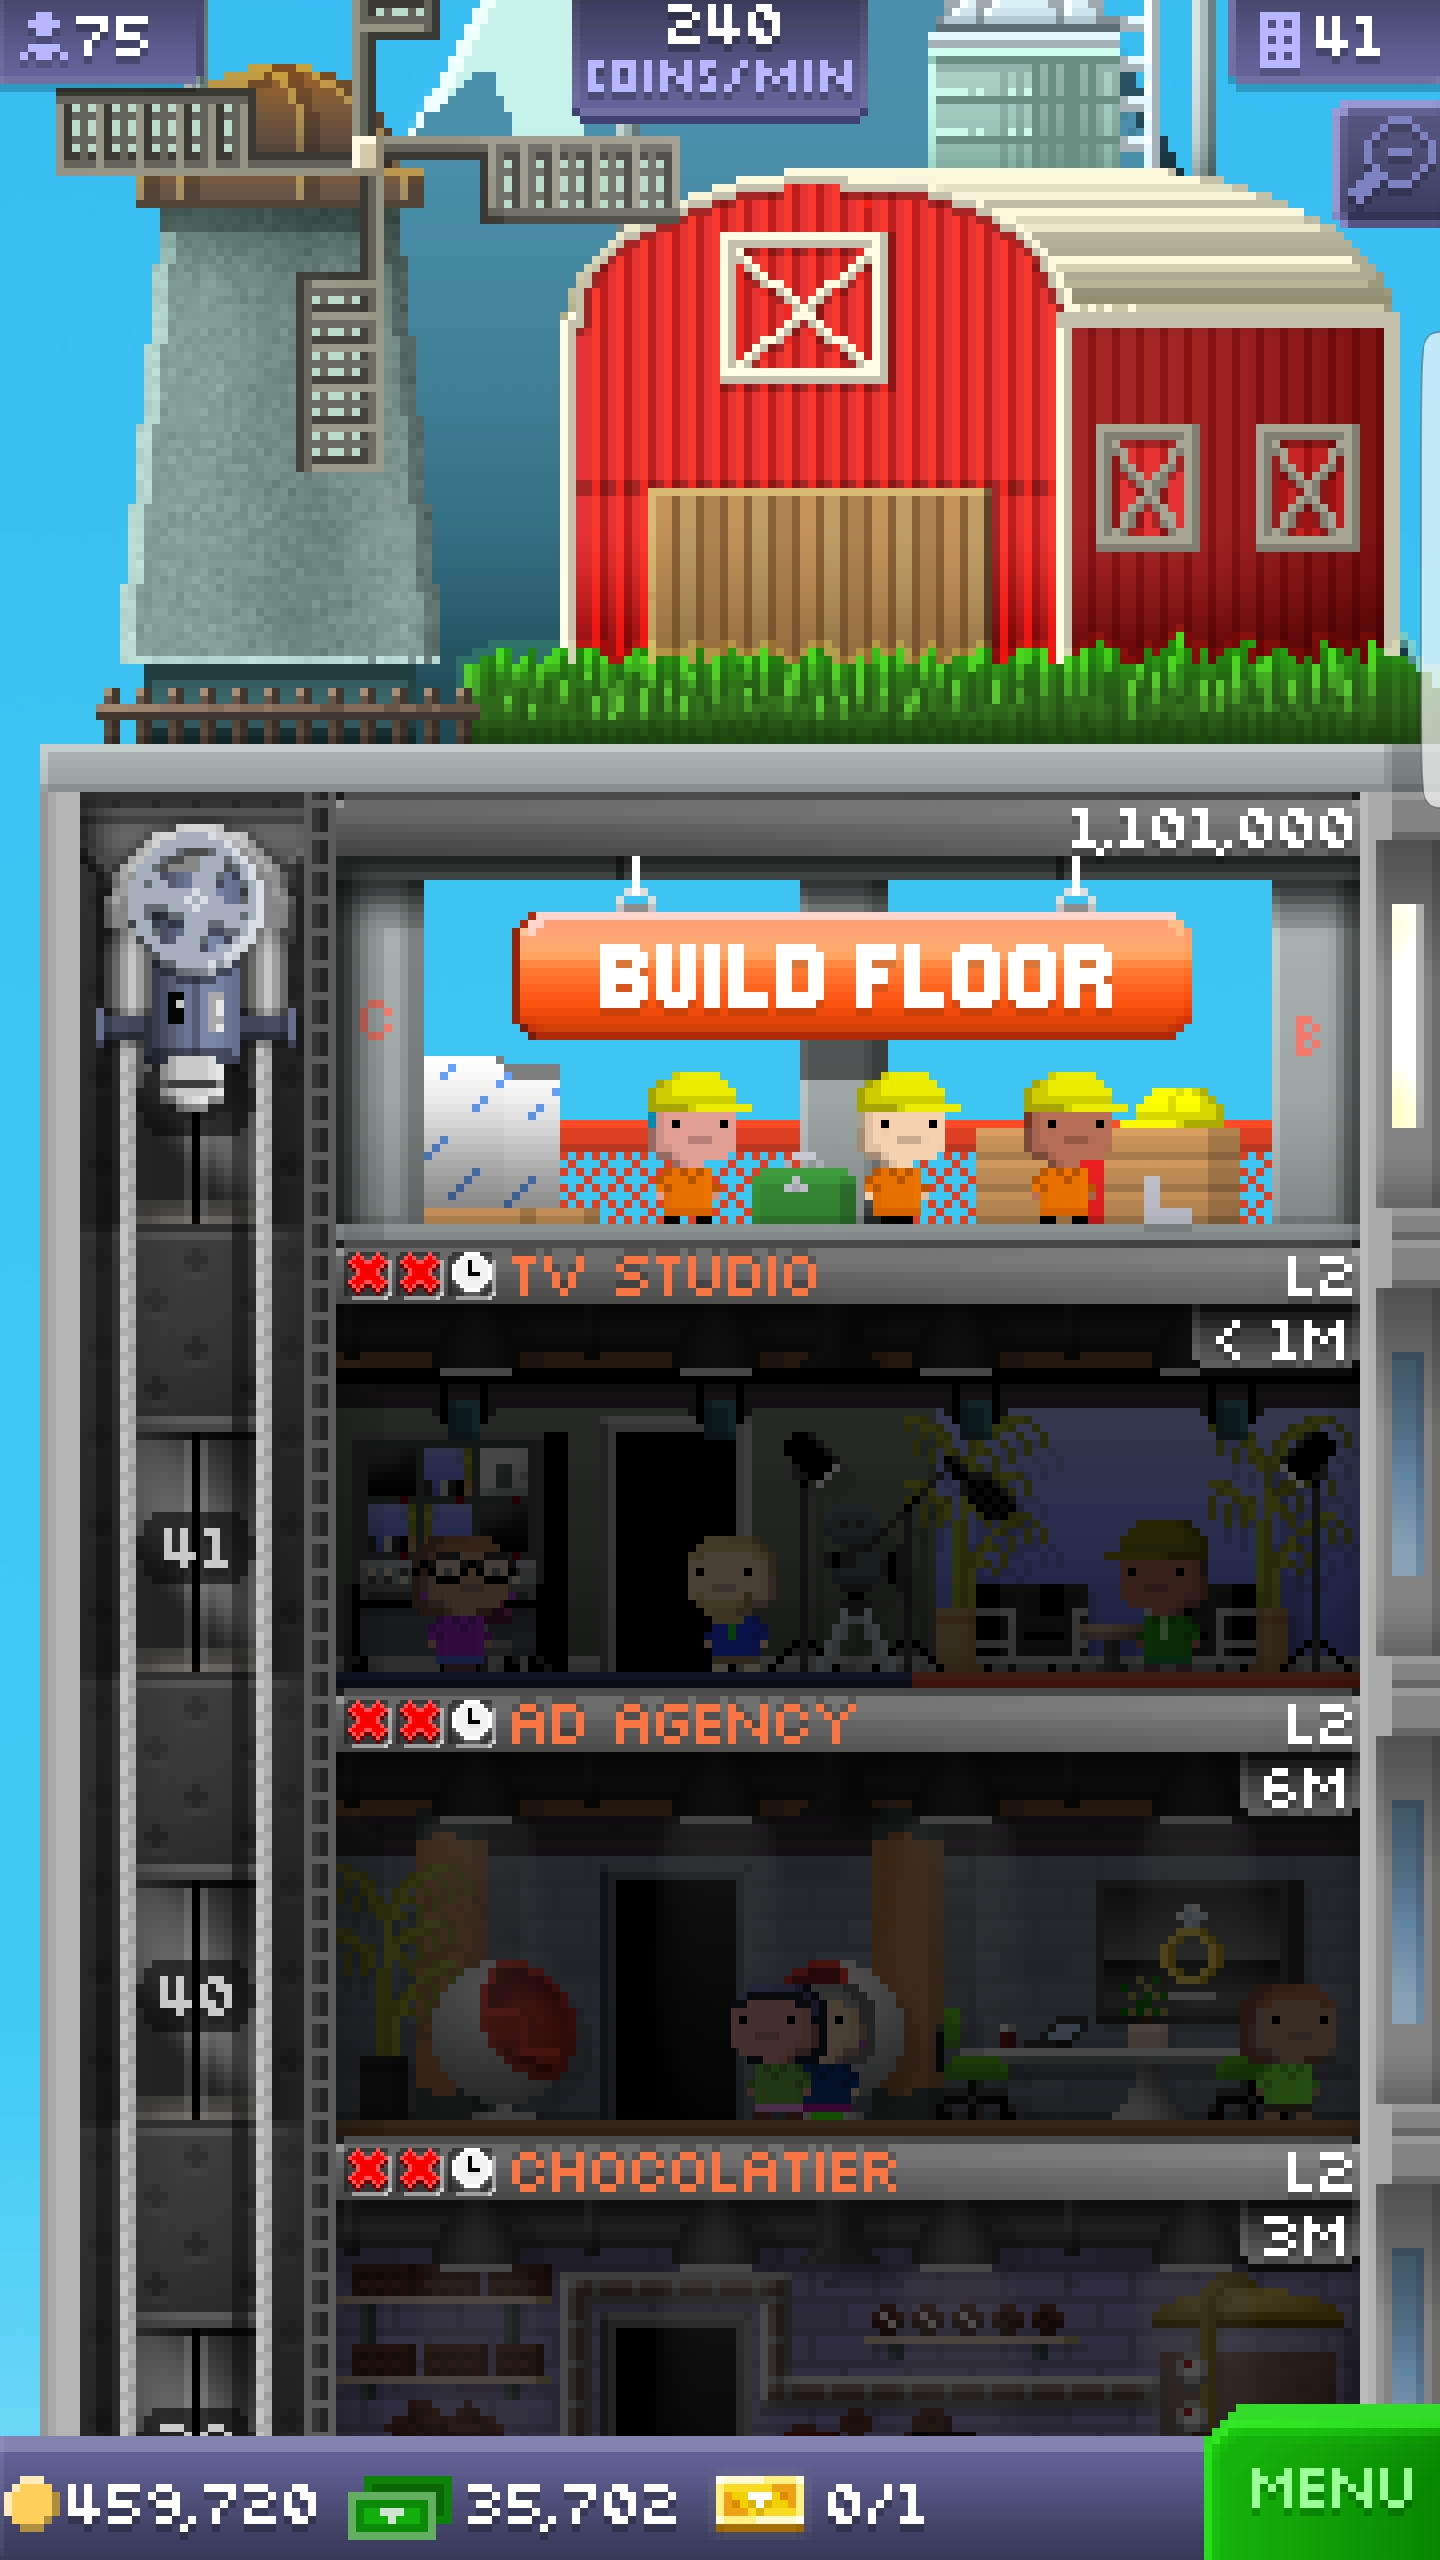 75
240
COINS/MIN
41
1,101,000
C
BUILD FLOOR
B
L
TV STUDIO
L2
< 1M
41
AD AGENCY
L2
6M
40
CHOCOLATIER
L2
3M
459,720
35,702
0/1
MENU